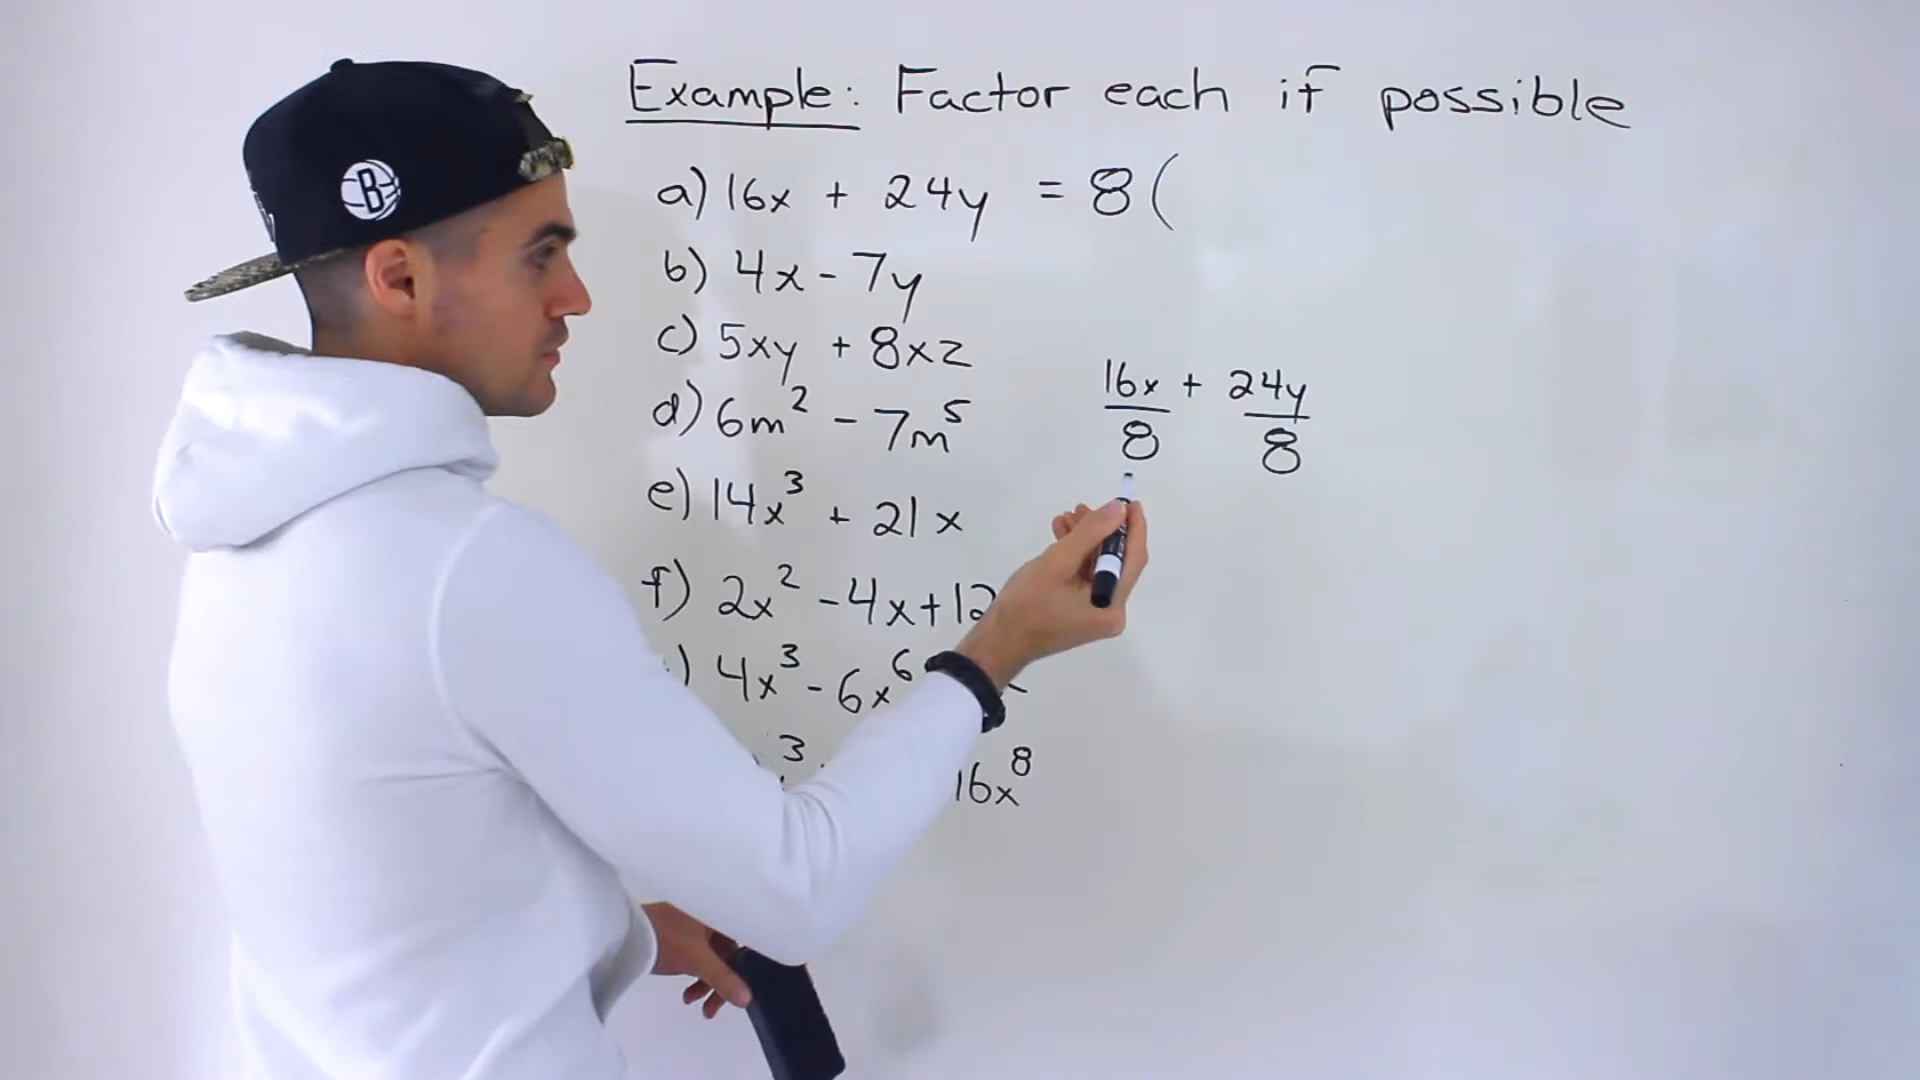 Example: Factor each if possible
a) 16x + 24y = 8(
b) 4x - 7y
c) 5xy + 8xz
d) 6m² - 7m⁵
16x + 24y
8 8
e) 14x³ + 21x
f) 2x² - 4x + 12
) 4x³ - 6x⁶
³ 16x⁸
B